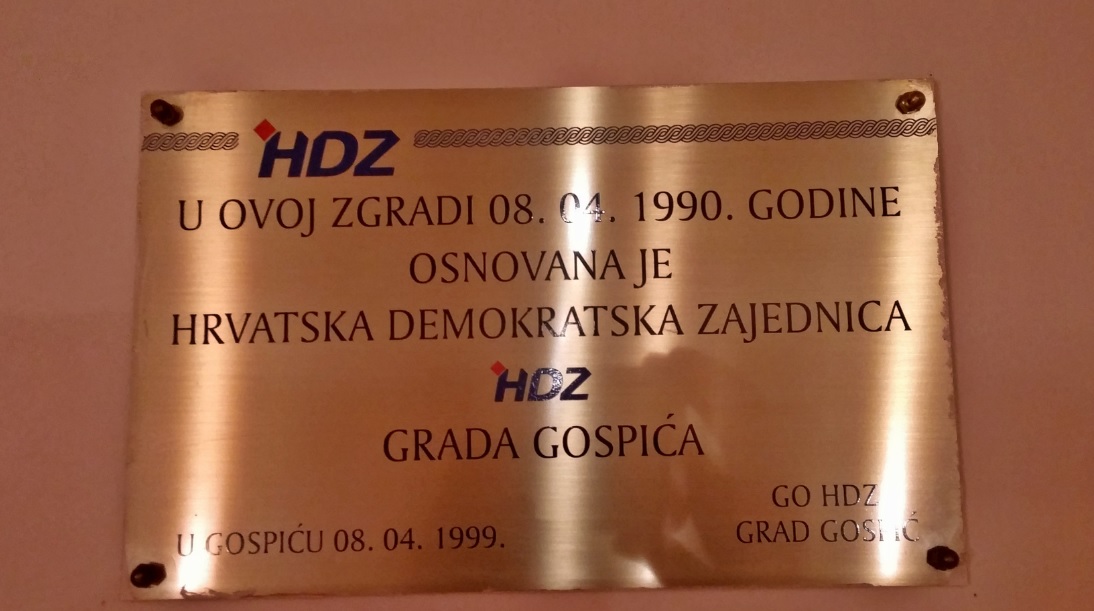 HDZ
U OVOJ ZGRADI 08. 04. 1990. GODINE
OSNOVANA JE
HRVATSKA DEMOKRATSKA ZAJEDNICA
HDZ
GRADA GOSPIĆA
GO HDZ
GRAD GOSPIĆ
U GOSPIĆU 08. 04. 1999.